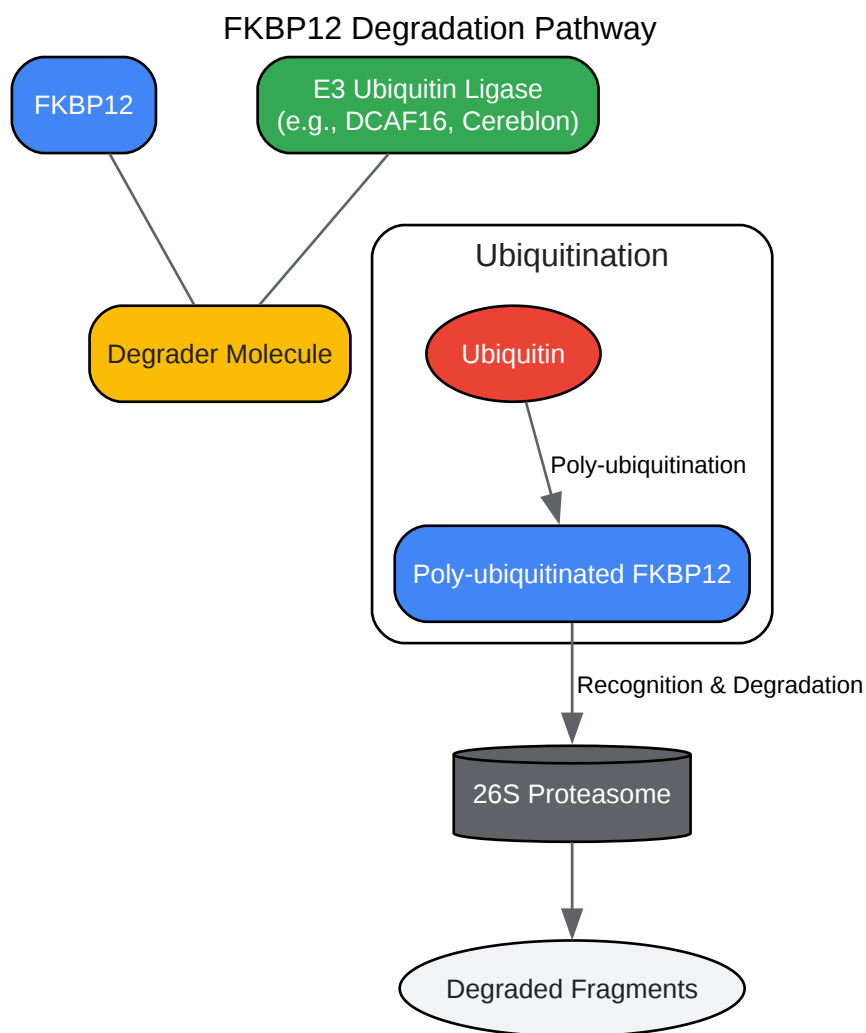 FKBP12 Degradation Pathway
FKBP12
E3 Ubiquitin Ligase
(e.g., DCAF16, Cereblon)
Degrader Molecule
Ubiquitination
Ubiquitin
Poly-ubiquitination
Poly-ubiquitinated FKBP12
Recognition & Degradation
26S Proteasome
Degraded Fragments